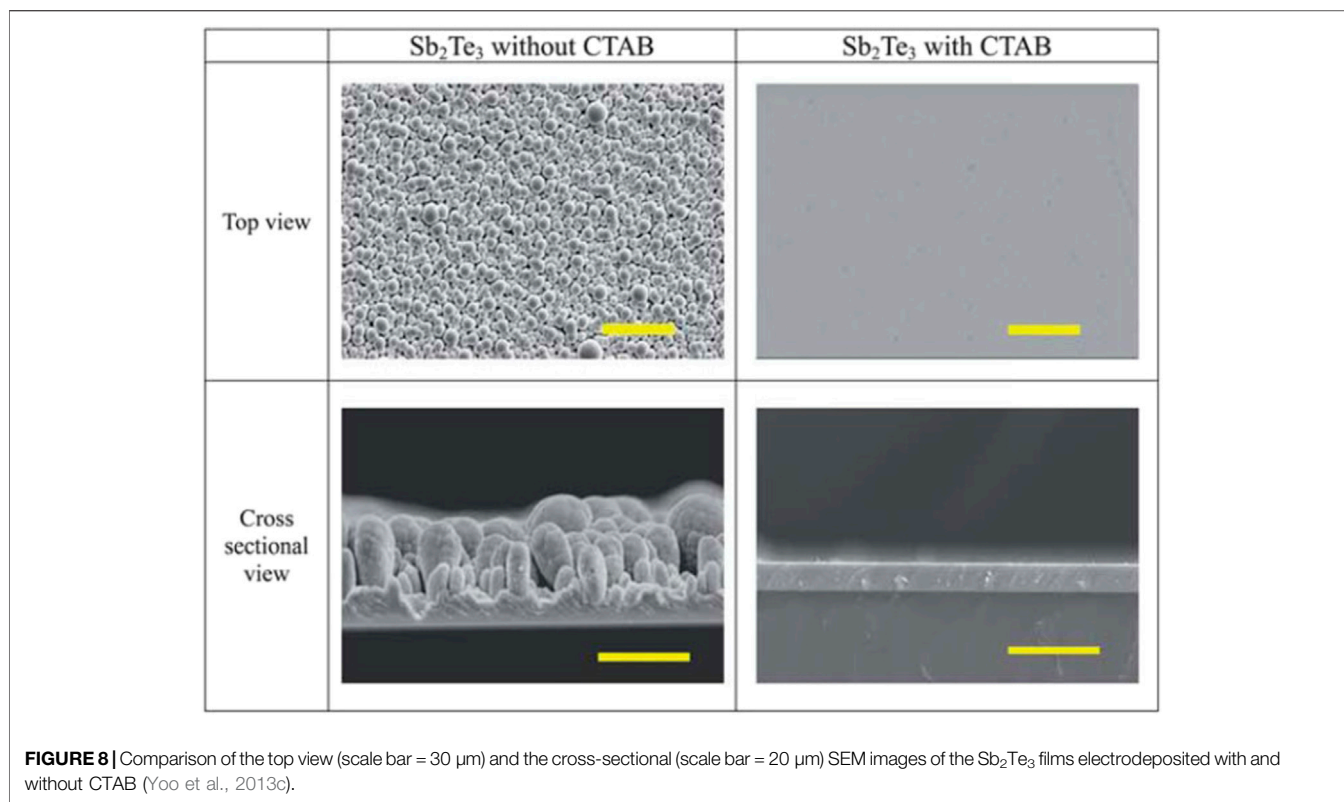 Sb₂Te₃ without CTAB
Sb₂Te₃ with CTAB
Top view
Cross
sectional
view
FIGURE 8 | Comparison of the top view (scale bar = 30 µm) and the cross-sectional (scale bar = 20 µm) SEM images of the Sb₂Te₃ films electrodeposited with and
without CTAB (Yoo et al., 2013c).